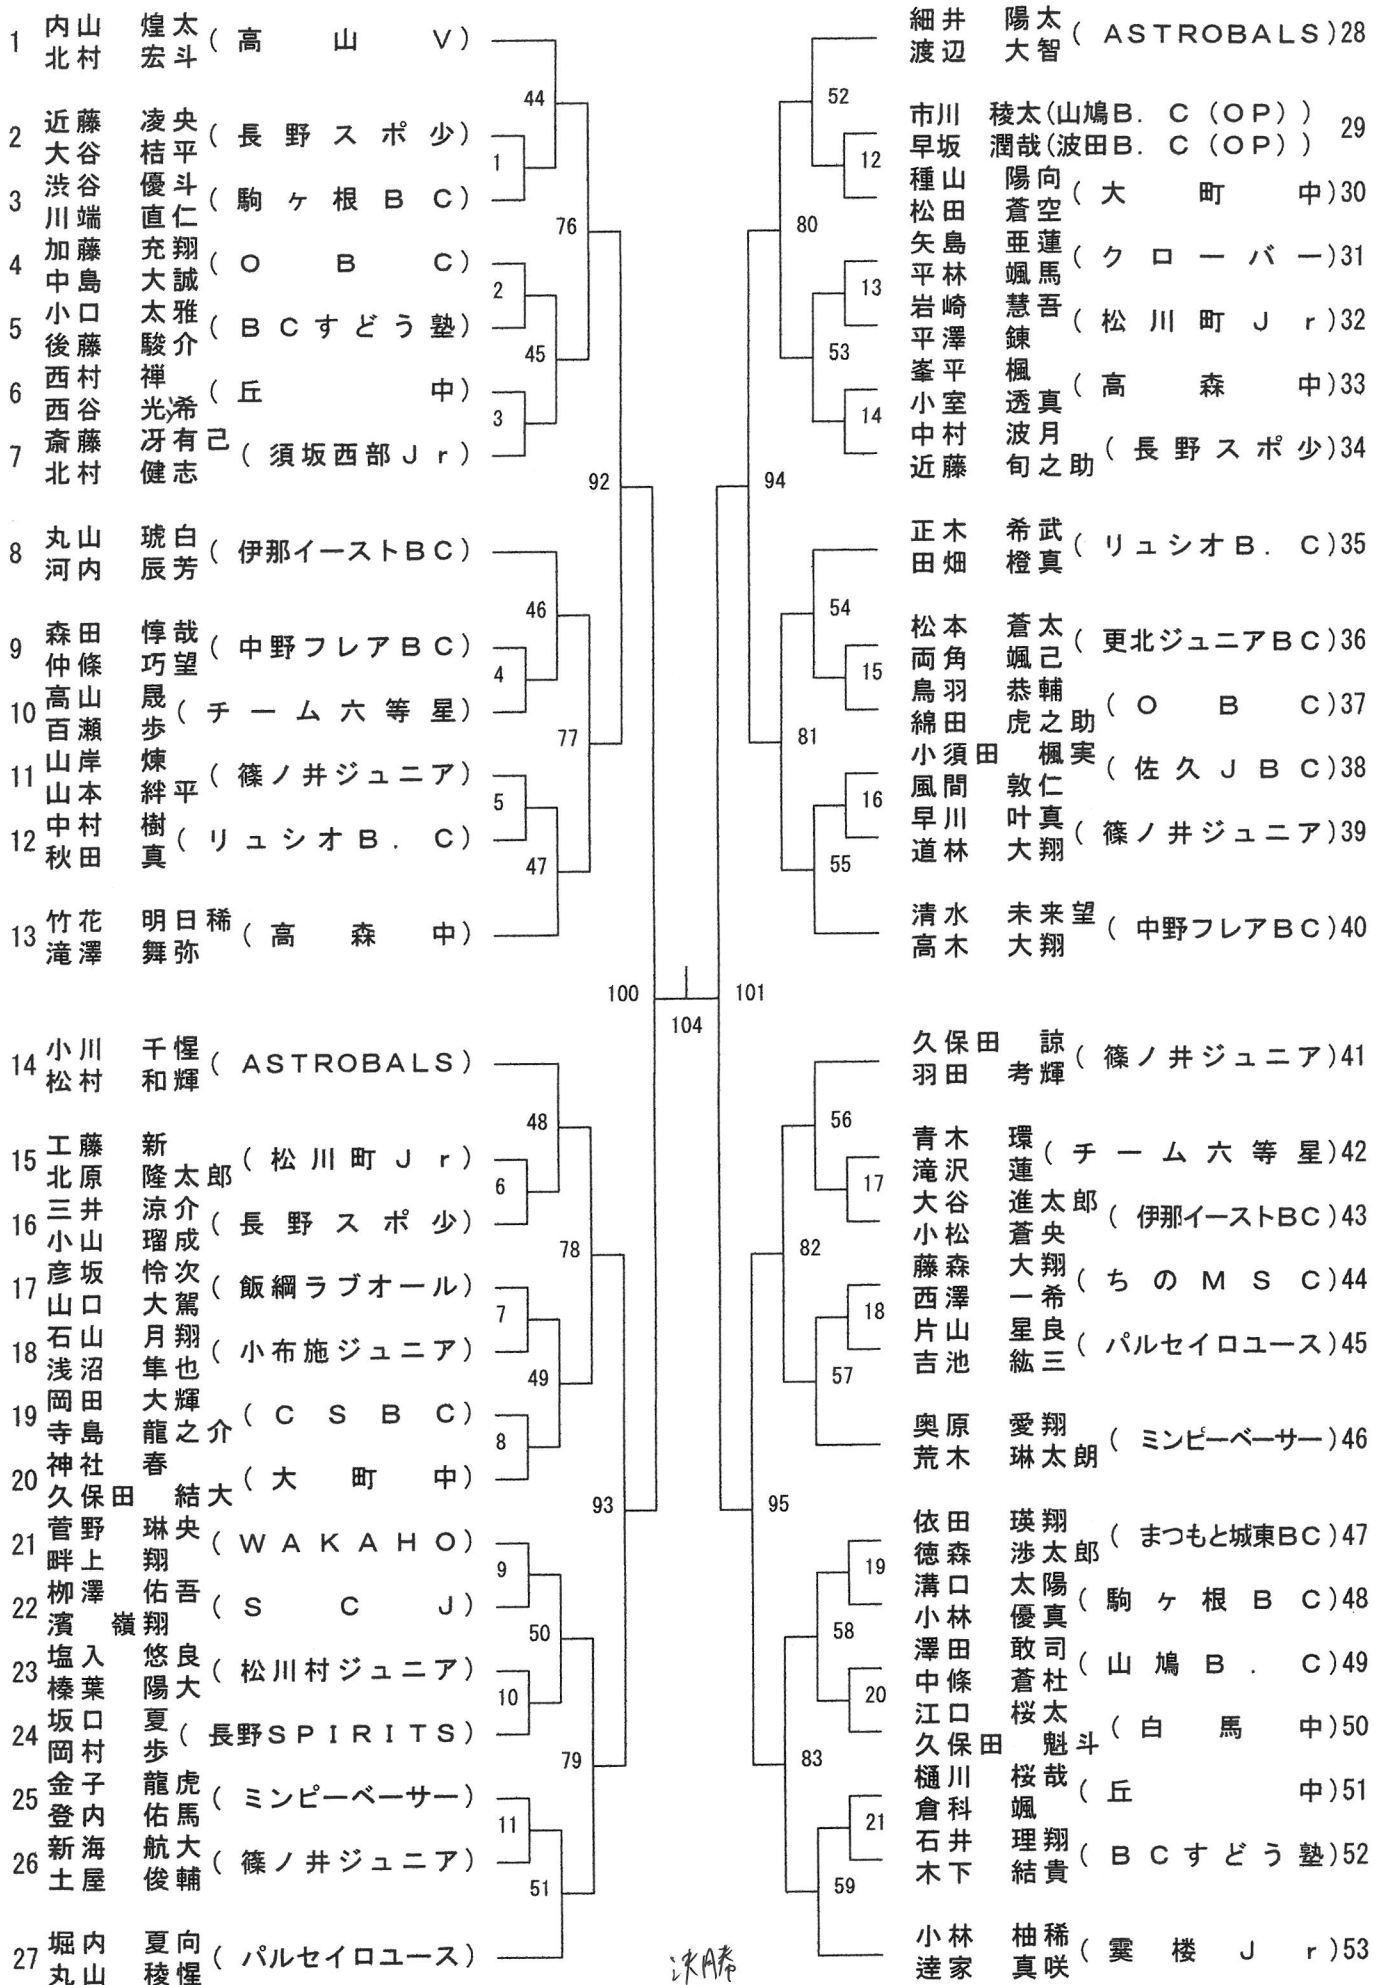 1 内山 煌太 (高山V)
北村 宏斗
44
2 近藤 凌央 (長野スポ少)
大谷 桔平
1
3 渋谷 優斗 (駒ヶ根BC)
川端 直仁
76
4 加藤 充翔 (OBC)
中島 大誠
2
5 小口 太雅 (BCすどう塾)
後藤 駿介
45
6 西村 禅 (丘中)
西谷 光希
3
7 斎藤 冴有己 (須坂西部Jr)
北村 健志
92
8 丸山 琥白 (伊那イーストBC)
河内 辰芳
46
9 森田 惇哉 (中野フレアBC)
仲條 巧望
4
10 高山 晟 (チーム六等星)
百瀬 歩
77
11 山岸 煉 (篠ノ井ジュニア)
山本 絆平
5
12 中村 樹 (リュシオB.C)
秋田 真
47
13 竹花 明日稀 (高森中)
滝澤 舞弥
100
14 小川 千惺 (ASTROBALS)
松村 和輝
48
15 工藤 新 (松川町Jr)
北原 隆太郎
6
16 三井 涼介 (長野スポ少)
小山 瑠成
78
17 彦坂 怜次 (飯綱ラブオール)
山口 大駕
7
18 石山 月翔 (小布施ジュニア)
浅沼 隼也
49
19 岡田 大輝 (CSBC)
寺島 龍之介
8
20 神社 春 (大町中)
久保田 結大
93
21 菅野 琳央 (WAKAHO)
畔上 翔
9
22 柳澤 佑吾 (SCJ)
濱 嶺翔
50
23 塩入 悠良 (松川村ジュニア)
榛葉 陽大
10
24 坂口 夏 (長野SPIRITS)
岡村 歩
79
25 金子 龍虎 (ミンピーベーサー)
登内 佑馬
11
26 新海 航大 (篠ノ井ジュニア)
土屋 俊輔
51
27 堀内 夏向 (パルセイロユース)
丸山 稜惺
104
決勝
細井 陽太 (ASTROBALS) 28
渡辺 大智
52
市川 稜太(山鳩B.C(OP)) 29
早坂 潤哉(波田B.C(OP))
12
種山 陽向 (大町中) 30
松田 蒼空
80
矢島 亜蓮 (クローバー) 31
平林 颯馬
13
岩崎 慧吾 (松川町Jr) 32
平澤 錬
53
峯平 楓 (高森中) 33
小室 透真
14
中村 波月 (長野スポ少) 34
近藤 旬之助
94
正木 希武 (リュシオB.C) 35
田畑 橙真
54
松本 蒼太 (更北ジュニアBC) 36
両角 颯己
15
鳥羽 恭輔 (OBC) 37
綿田 虎之助
81
小須田 楓実 (佐久JBC) 38
風間 敦仁
16
早川 叶真 (篠ノ井ジュニア) 39
道林 大翔
55
清水 未来望 (中野フレアBC) 40
高木 大翔
101
久保田 諒 (篠ノ井ジュニア) 41
羽田 考輝
56
青木 環 (チーム六等星) 42
滝沢 蓮
17
大谷 進太郎 (伊那イーストBC) 43
小松 蒼央
82
藤森 大翔 (ちのMSC) 44
西澤 一希
18
片山 星良 (パルセイロユース) 45
吉池 紘三
57
奥原 愛翔 (ミンピーベーサー) 46
荒木 琳太朗
95
依田 瑛翔 (まつもと城東BC) 47
徳森 渉太郎
19
溝口 太陽 (駒ヶ根BC) 48
小林 優真
58
澤田 敢司 (山鳩B.C) 49
中條 蒼杜
20
江口 桜太 (白馬中) 50
久保田 魁斗
83
樋川 桜哉 (丘中) 51
倉科 颯
21
石井 理翔 (BCすどう塾) 52
木下 結貴
59
小林 柚稀 (霙楼Jr) 53
逹家 真咲